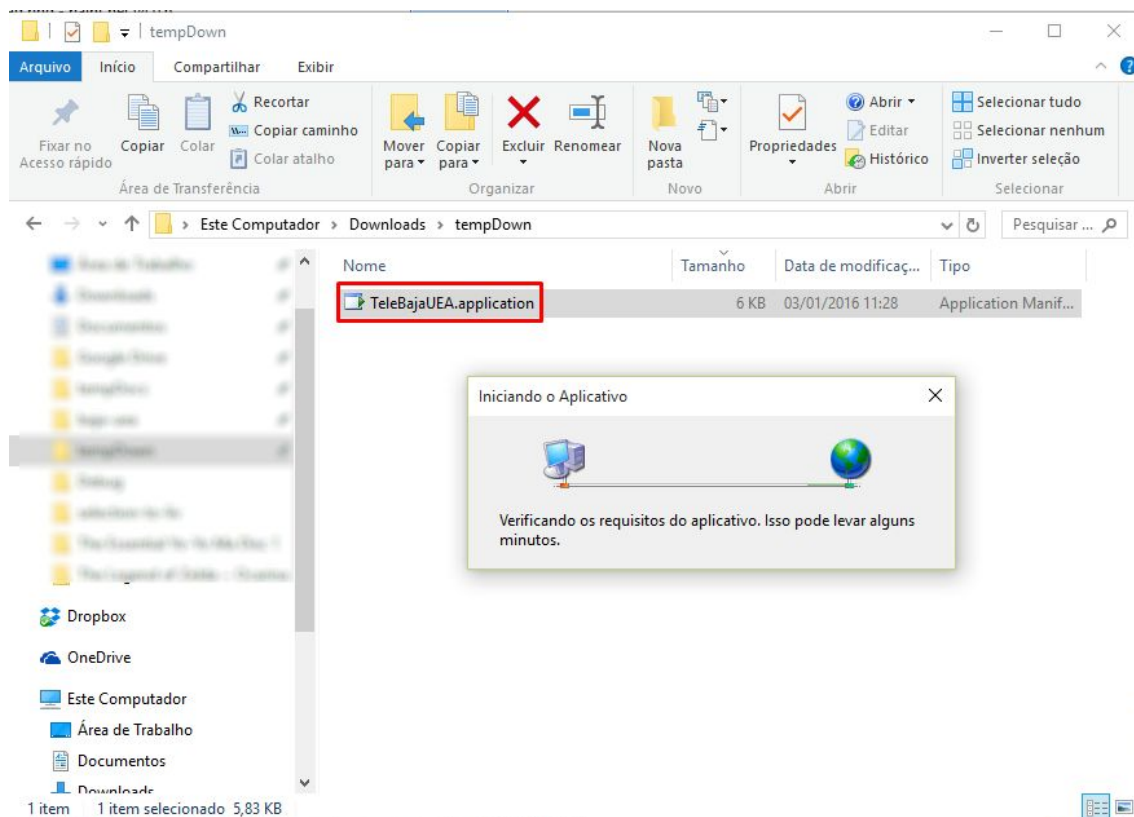 tempDown
Arquivo Início Compartilhar Exibir
Fixar no Acesso rápido
Copiar
Colar
Recortar
Copiar caminho
Colar atalho
Área de Transferência
Mover para
Copiar para
Excluir
Renomear
Organizar
Nova pasta
Novo
Propriedades
Abrir
Editar
Histórico
Abrir
Selecionar tudo
Selecionar nenhum
Inverter seleção
Selecionar
Este Computador > Downloads > tempDown
Pesquisar ...
Nome Tamanho Data de modificaç... Tipo
TeleBajaUEA.application 6 KB 03/01/2016 11:28 Application Manif...
Iniciando o Aplicativo
Verificando os requisitos do aplicativo. Isso pode levar alguns
minutos.
Dropbox
OneDrive
Este Computador
Área de Trabalho
Documentos
Downloads
1 item 1 item selecionado 5,83 KB